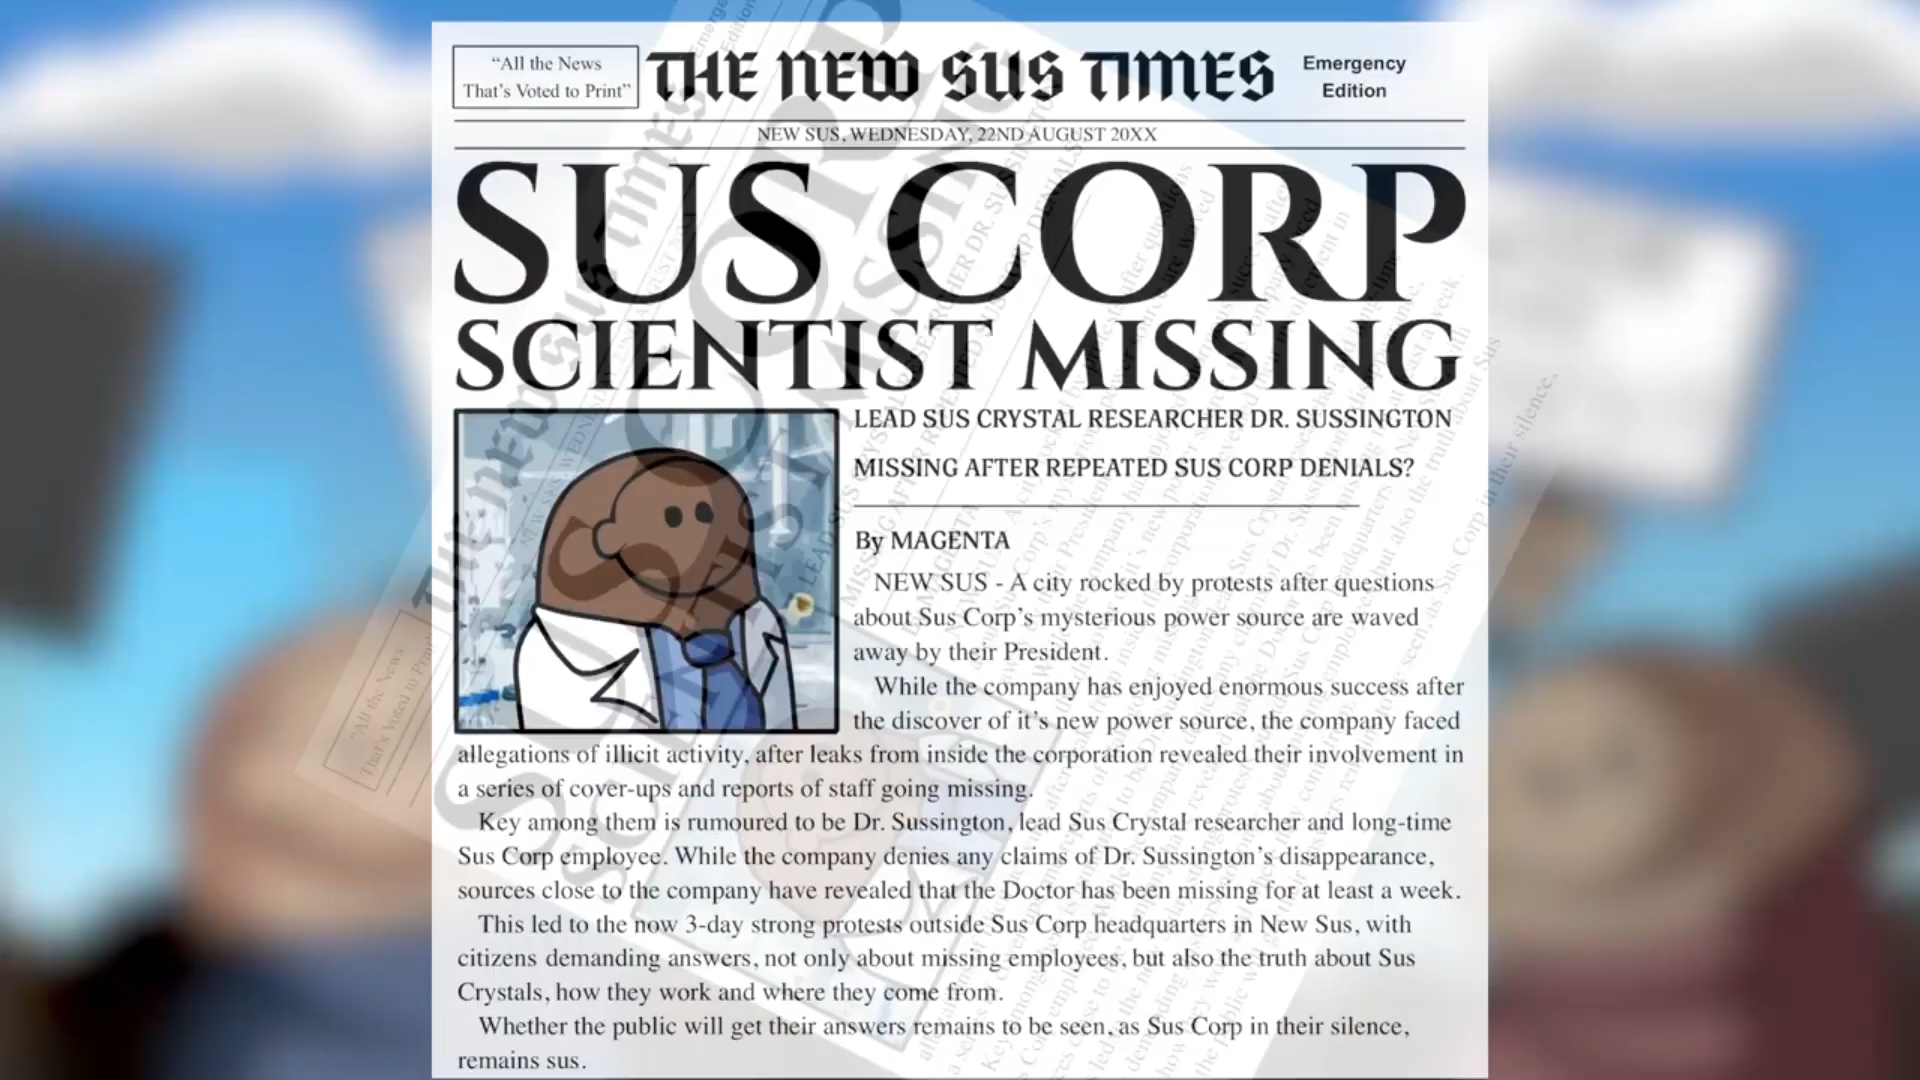 “All the News
That’s Voted to Print”
THE NEW SUS TIMES
Emergency
Edition
NEW SUS, WEDNESDAY, 22ND AUGUST 20XX
SUS CORP
SCIENTIST MISSING
LEAD SUS CRYSTAL RESEARCHER DR. SUSSINGTON
MISSING AFTER REPEATED SUS CORP DENIALS?
By MAGENTA
NEW SUS - A city rocked by protests after questions
about Sus Corp’s mysterious power source are waved
away by their President.
While the company has enjoyed enormous success after
the discover of it’s new power source, the company faced
allegations of illicit activity, after leaks from inside the corporation revealed their involvement in
a series of cover-ups and reports of staff going missing.
Key among them is rumoured to be Dr. Sussington, lead Sus Crystal researcher and long-time
Sus Corp employee. While the company denies any claims of Dr. Sussington’s disappearance,
sources close to the company have revealed that the Doctor has been missing for at least a week.
This led to the now 3-day strong protests outside Sus Corp headquarters in New Sus, with
citizens demanding answers, not only about missing employees, but also the truth about Sus
Crystals, how they work and where they come from.
Whether the public will get their answers remains to be seen, as Sus Corp in their silence,
remains sus.